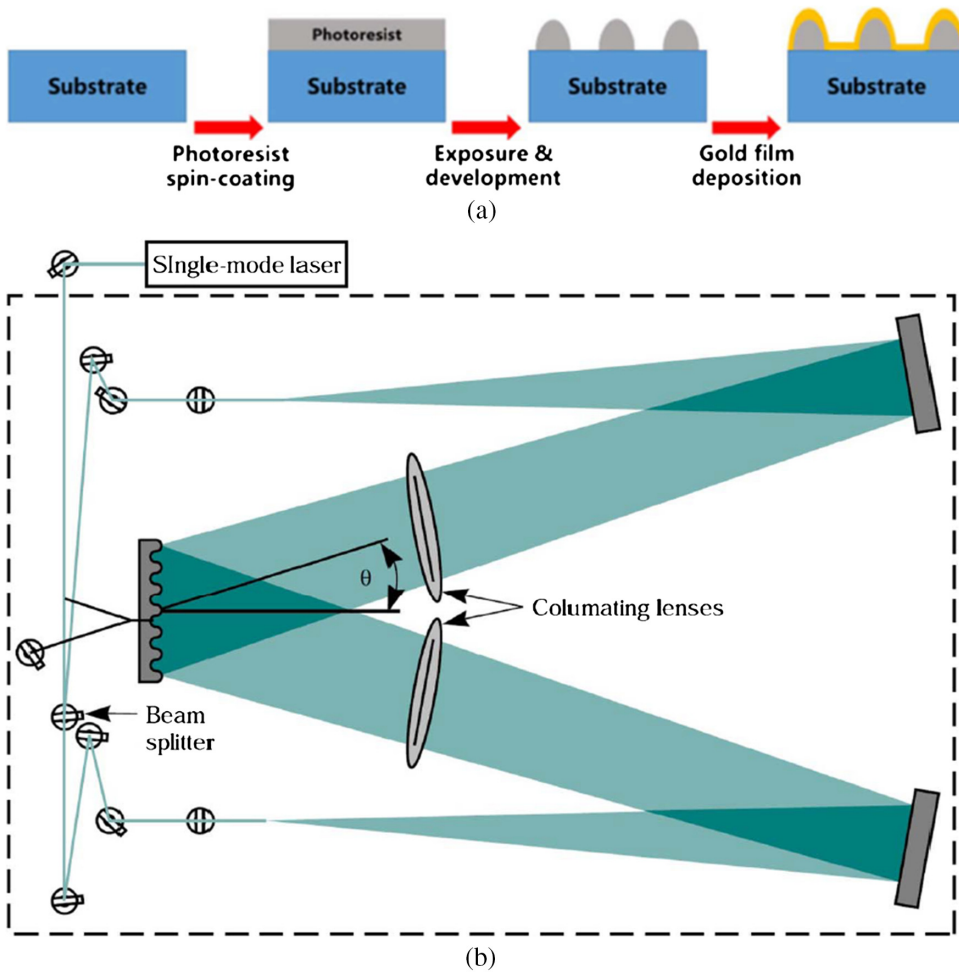 Photoresist
Substrate
Substrate
Substrate
Substrate
Photoresist
spin-coating
Exposure &
development
Gold film
deposition
(a)
SIngle-mode laser
θ
Columating lenses
Beam
splitter
(b)